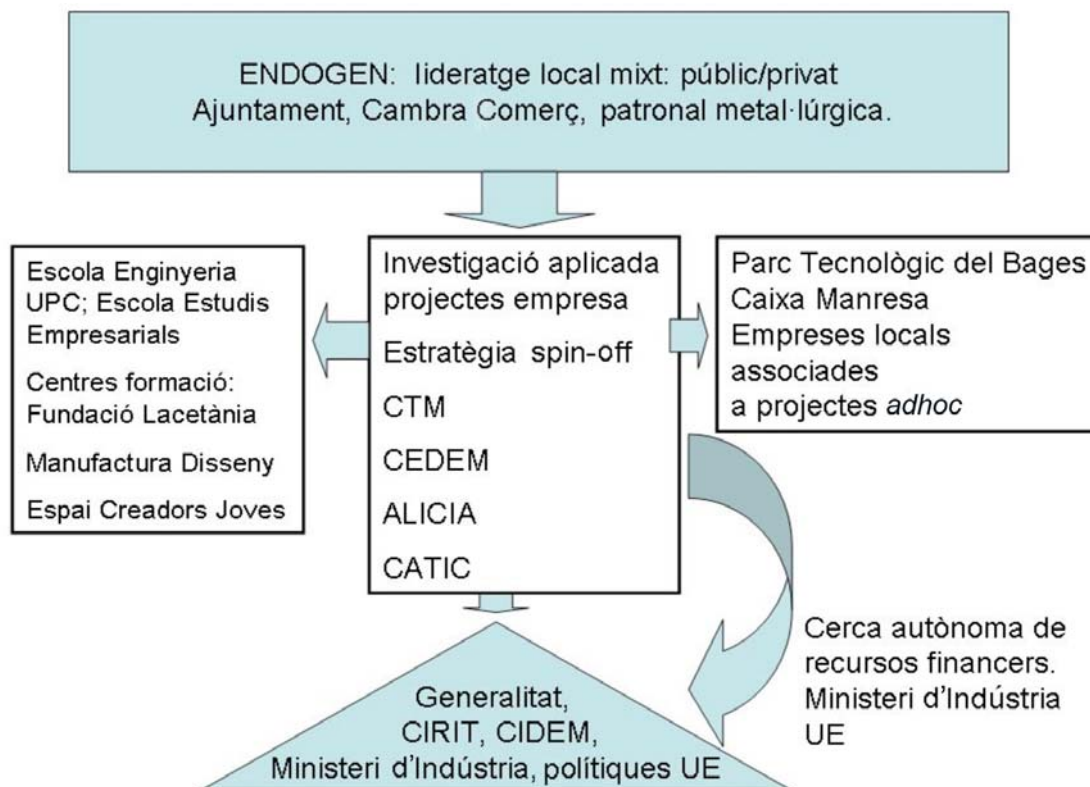 ENDOGEN: lideratge local mixt: públic/privat
Ajuntament, Cambra Comerç, patronal metal·lúrgica.
Escola Enginyeria
UPC; Escola Estudis
Empresarials
Centres formació:
Fundació Lacetània
Manufactura Disseny
Espai Creadors Joves
Investigació aplicada
projectes empresa
Estratègia spin-off
CTM
CEDEM
ALICIA
CATIC
Parc Tecnològic del Bages
Caixa Manresa
Empreses locals
associades
a projectes adhoc
Cerca autònoma de
recursos financers.
Ministeri d'Indústria
UE
Generalitat,
CIRIT, CIDEM,
Ministeri d'Indústria, polítiques UE